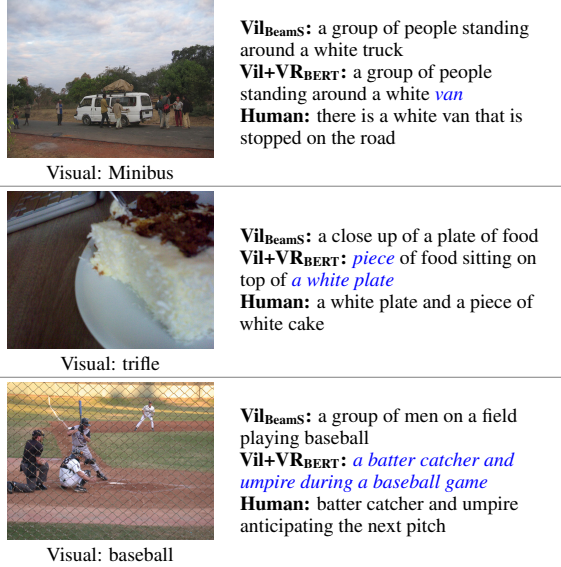 Vil_BeamS: a group of people standing
around a white truck
Vil+VR_BERT: a group of people
standing around a white van
Human: there is a white van that is
stopped on the road
Visual: Minibus
Vil_BeamS: a close up of a plate of food
Vil+VR_BERT: piece of food sitting on
top of a white plate
Human: a white plate and a piece of
white cake
Visual: trifle
Vil_BeamS: a group of men on a field
playing baseball
Vil+VR_BERT: a batter catcher and
umpire during a baseball game
Human: batter catcher and umpire
anticipating the next pitch
Visual: baseball